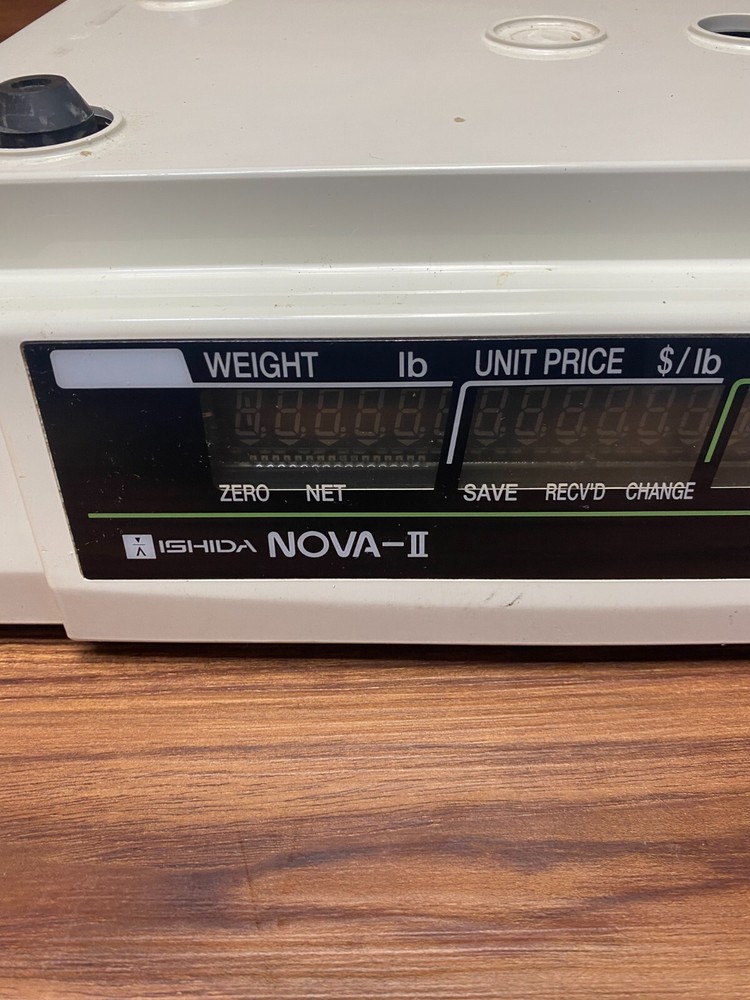 WEIGHT lb UNIT PRICE $/lb
ZERO NET SAVE RECV'D CHANGE
ISHIDA NOVA-II